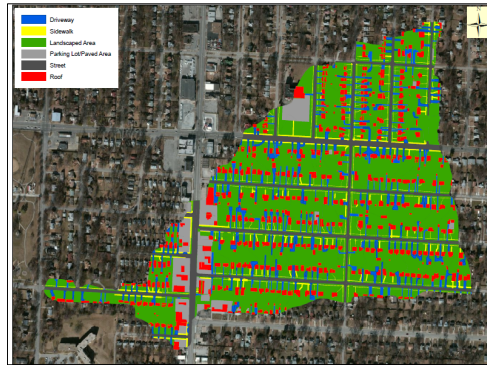 Driveway
Sidewalk
Landscaped Area
Parking Lot/Paved Area
Street
Roof